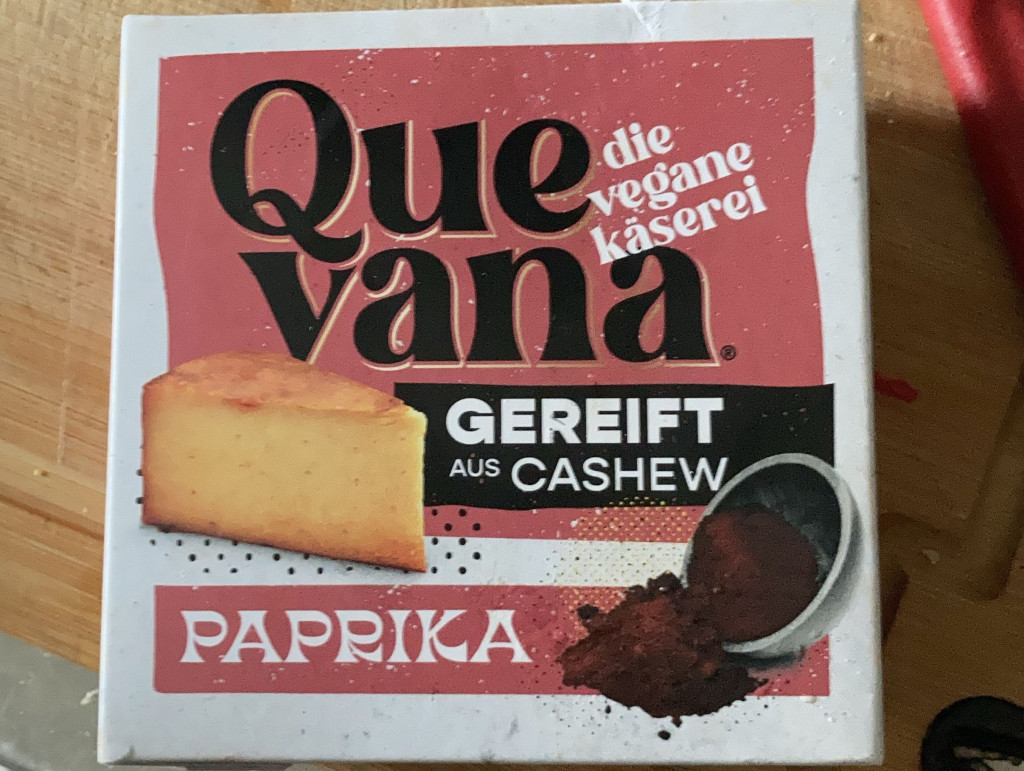 Que
vana®
die
vegane
käserei
GEREIFT
AUS CASHEW
PAPRIKA